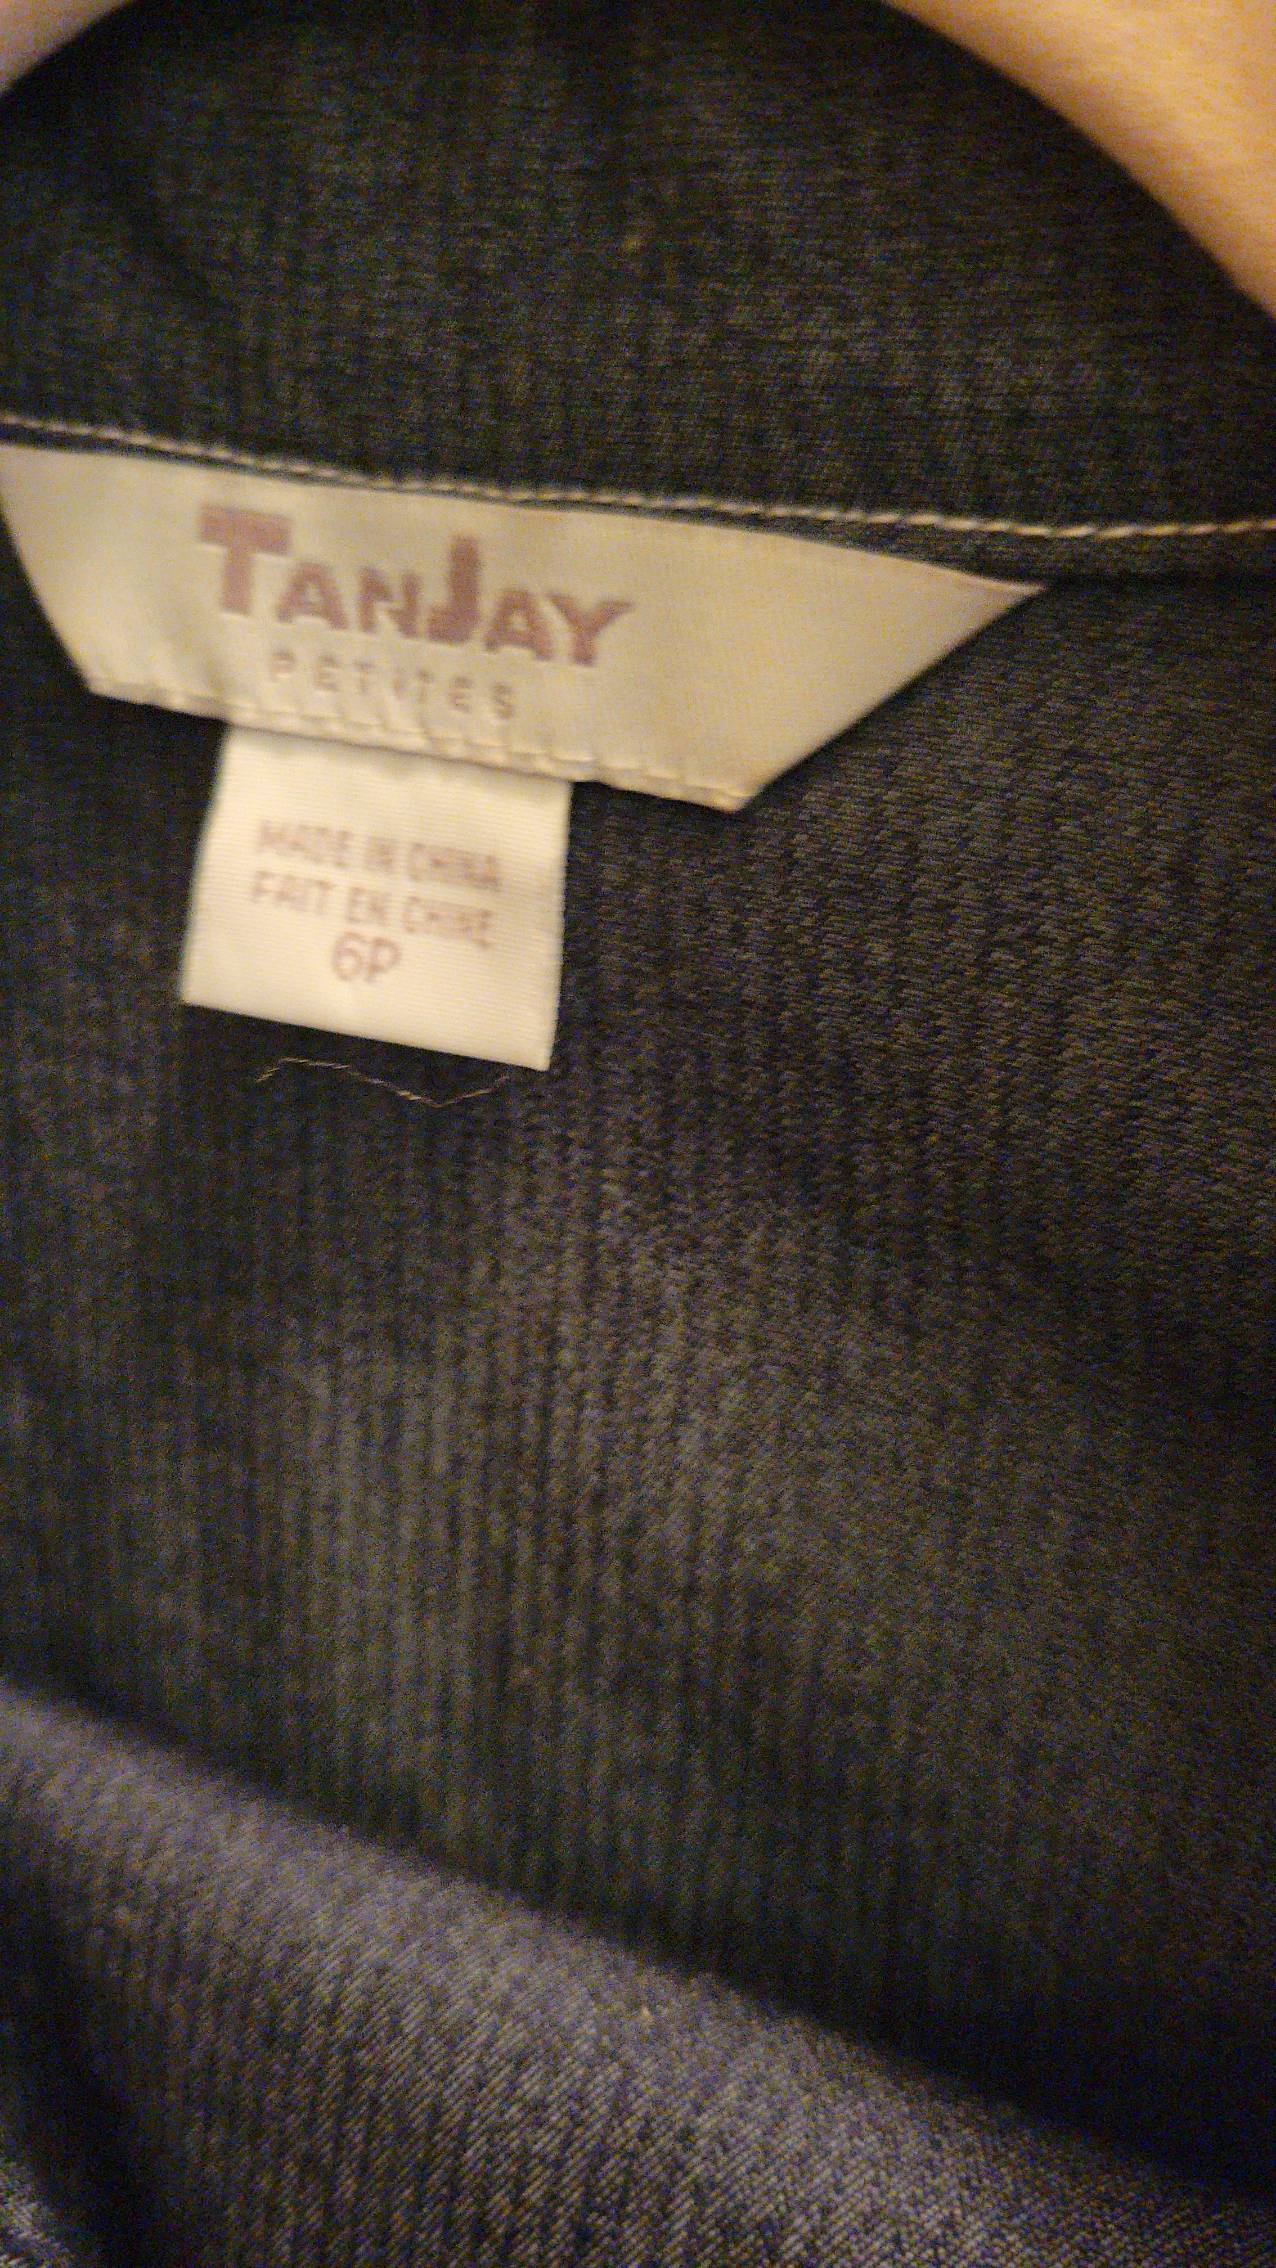 TANJAY
PETITES
MADE IN CHINA
FAIT EN CHINE
6P